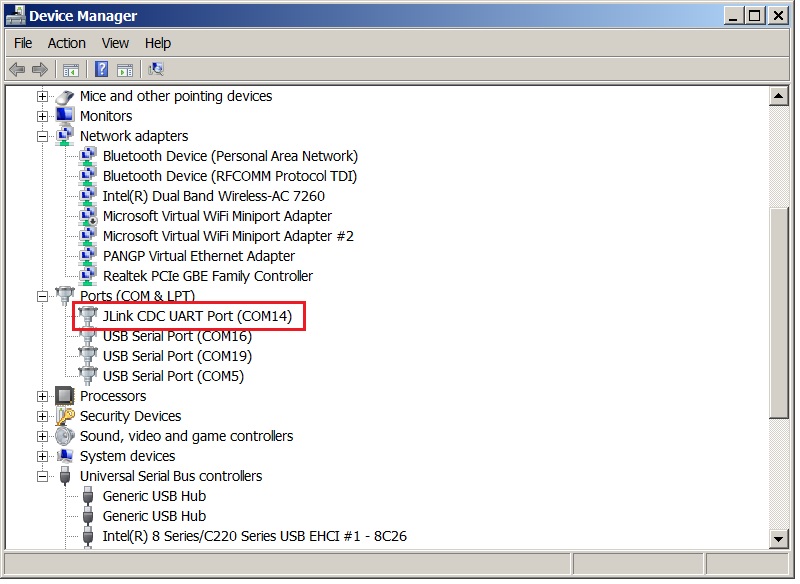 Device Manager
File Action View Help
Mice and other pointing devices
Monitors
Network adapters
Bluetooth Device (Personal Area Network)
Bluetooth Device (RFCOMM Protocol TDI)
Intel(R) Dual Band Wireless-AC 7260
Microsoft Virtual WiFi Miniport Adapter
Microsoft Virtual WiFi Miniport Adapter #2
PANGP Virtual Ethernet Adapter
Realtek PCIe GBE Family Controller
Ports (COM & LPT)
JLink CDC UART Port (COM14)
USB Serial Port (COM16)
USB Serial Port (COM19)
USB Serial Port (COM5)
Processors
Security Devices
Sound, video and game controllers
System devices
Universal Serial Bus controllers
Generic USB Hub
Generic USB Hub
Intel(R) 8 Series/C220 Series USB EHCI #1 - 8C26